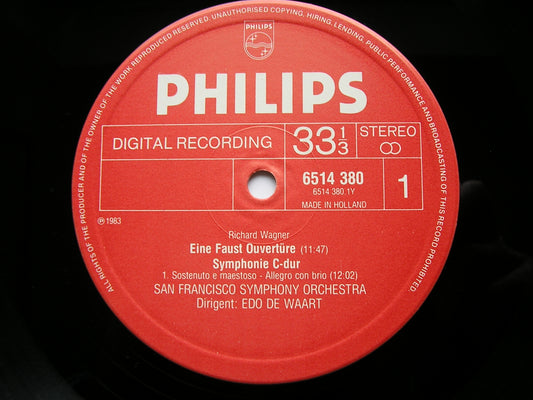 ALL RIGHTS OF THE PRODUCER AND OF THE OWNER OF THE WORK REPRODUCED RESERVED. UNAUTHORISED COPYING, HIRING, LENDING, PUBLIC PERFORMANCE AND BROADCASTING OF THIS RECORD PROHIBITED
PHILIPS
PHILIPS
DIGITAL RECORDING
33 1/3
STEREO
6514 380
6514 380.1Y
MADE IN HOLLAND
1
℗ 1983
Richard Wagner
Eine Faust Ouvertüre (11:47)
Symphonie C-dur
1. Sostenuto e maestoso - Allegro con brio (12:02)
SAN FRANCISCO SYMPHONY ORCHESTRA
Dirigent: EDO DE WAART